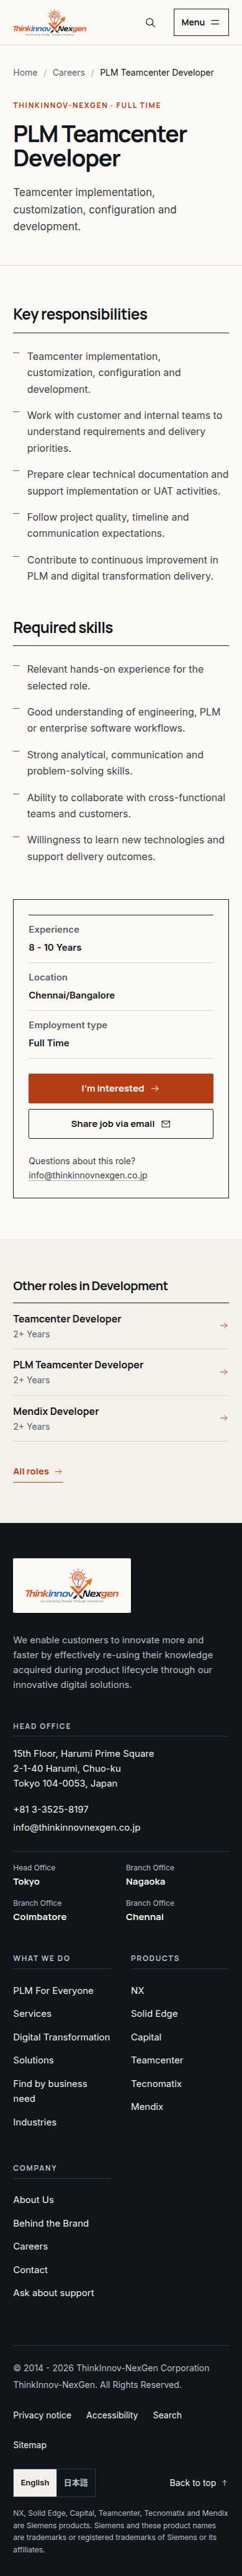 Thinkinnov NexGen
Menu
Home / Careers / PLM Teamcenter Developer
THINKINNOV-NEXGEN · FULL TIME
PLM Teamcenter
Developer
Teamcenter implementation,
customization, configuration and
development.
Key responsibilities
Teamcenter implementation,
customization, configuration and
development.
Work with customer and internal teams to
understand requirements and delivery
priorities.
Prepare clear technical documentation and
support implementation or UAT activities.
Follow project quality, timeline and
communication expectations.
Contribute to continuous improvement in
PLM and digital transformation delivery.
Required skills
Relevant hands-on experience for the
selected role.
Good understanding of engineering, PLM
or enterprise software workflows.
Strong analytical, communication and
problem-solving skills.
Ability to collaborate with cross-functional
teams and customers.
Willingness to learn new technologies and
support delivery outcomes.
Experience
8 - 10 Years
Location
Chennai/Bangalore
Employment type
Full Time
I'm interested →
Share job via email
Questions about this role?
info@thinkinnovnexgen.co.jp
Other roles in Development
Teamcenter Developer
2+ Years →
PLM Teamcenter Developer
2+ Years →
Mendix Developer
2+ Years →
All roles →
Thinkinnov NexGen
We enable customers to innovate more and
faster by effectively re-using their knowledge
acquired during product lifecycle through our
innovative digital solutions.
HEAD OFFICE
15th Floor, Harumi Prime Square
2-1-40 Harumi, Chuo-ku
Tokyo 104-0053, Japan
+81 3-3525-8197
info@thinkinnovnexgen.co.jp
Head Office
Tokyo
Branch Office
Nagaoka
Branch Office
Coimbatore
Branch Office
Chennai
WHAT WE DO
PLM For Everyone
Services
Digital Transformation
Solutions
Find by business
need
Industries
PRODUCTS
NX
Solid Edge
Capital
Teamcenter
Tecnomatix
Mendix
COMPANY
About Us
Behind the Brand
Careers
Contact
Ask about support
© 2014 - 2026 ThinkInnov-NexGen Corporation
ThinkInnov-NexGen. All Rights Reserved.
Privacy notice Accessibility Search
Sitemap
English 日本語 Back to top ↑
NX, Solid Edge, Capital, Teamcenter, Tecnomatix and Mendix
are Siemens products. Siemens and these product names
are trademarks or registered trademarks of Siemens or its
affiliates.